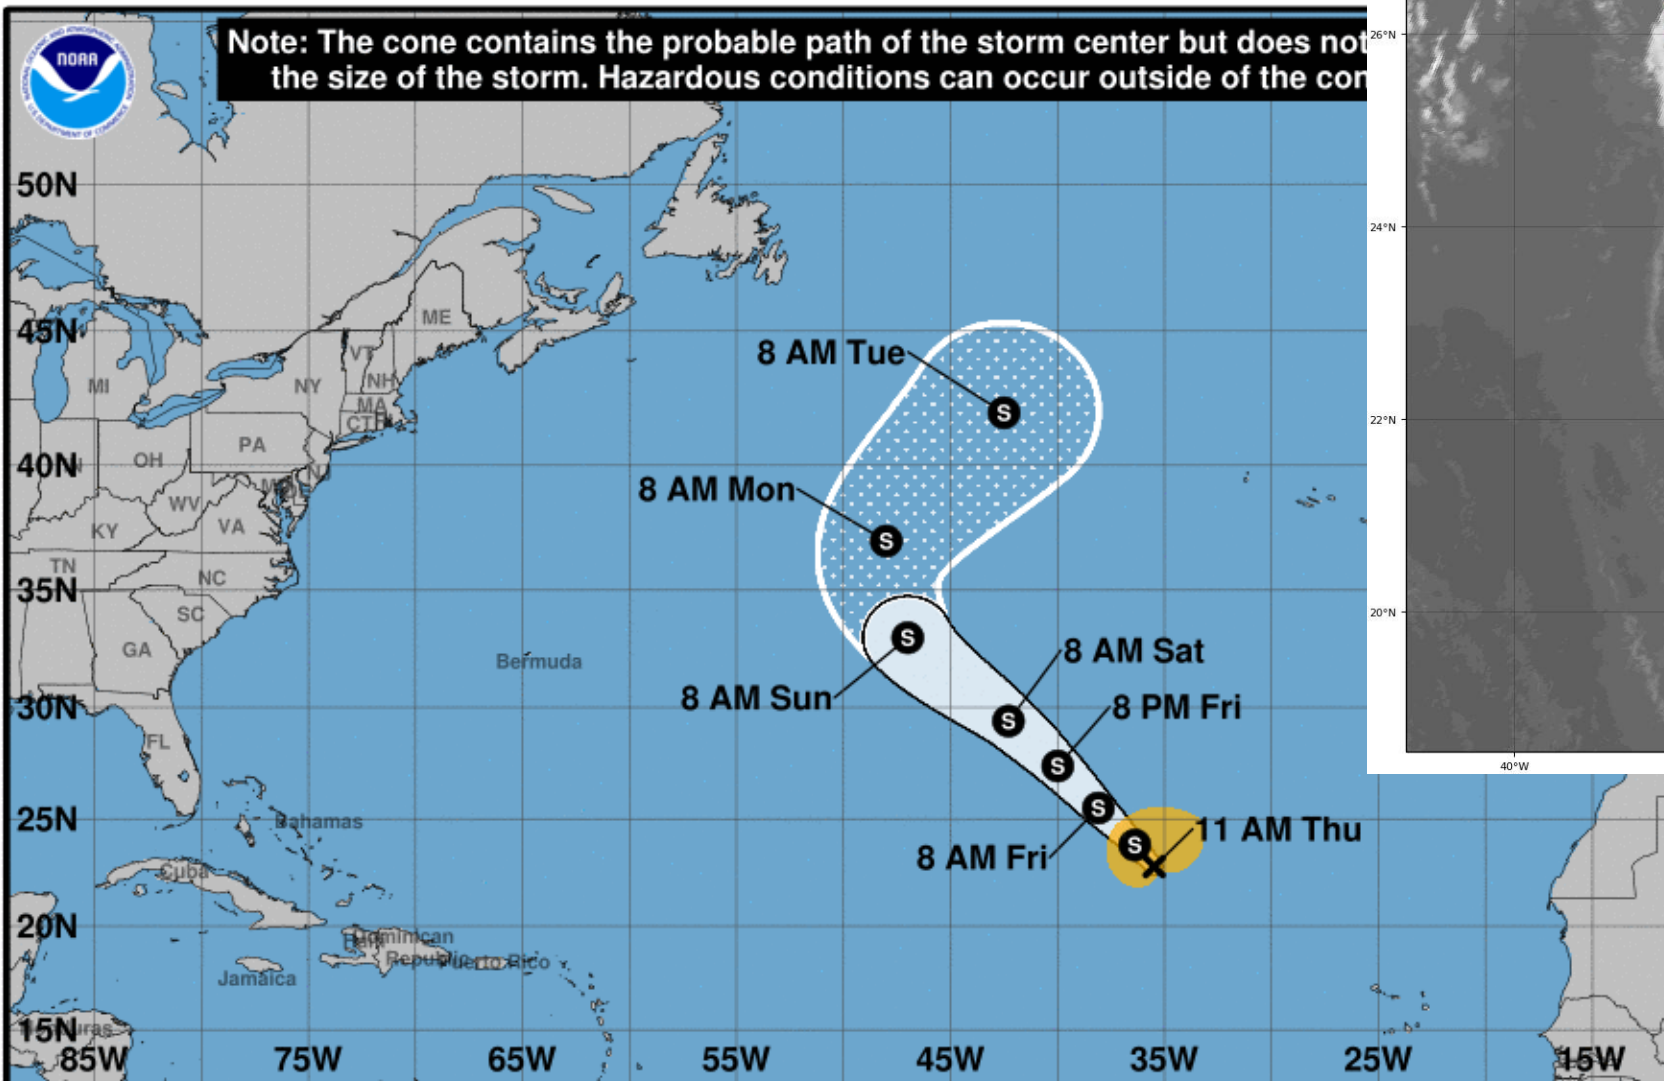 NOAA
Note: The cone contains the probable path of the storm center but does not
the size of the storm. Hazardous conditions can occur outside of the con
26°N
24°N
22°N
20°N
40°W
50N
45N
40N
35N
30N
25N
20N
15N
85W
75W
65W
55W
45W
35W
25W
15W
ME
VT
NH
MA
CT
NY
MI
PA
OH
WV
VA
KY
TN
NC
SC
GA
FL
Bermuda
Bahamas
Cuba
Dominican
Republic
Puerto Rico
Jamaica
8 AM Tue
S
8 AM Mon
S
8 AM Sun
S
8 AM Sat
S
8 PM Fri
S
8 AM Fri
S
S
11 AM Thu